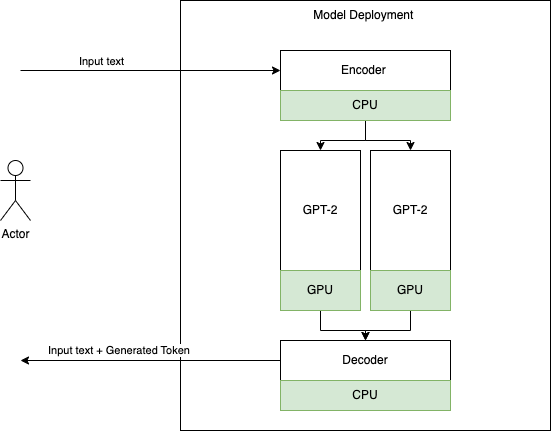 Model Deployment
Input text
Encoder
CPU
GPT-2
GPT-2
Actor
GPU
GPU
Input text + Generated Token
Decoder
CPU